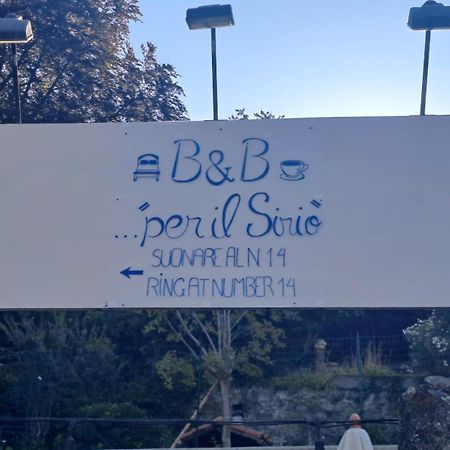 B&B
..."per il Sirio"
SUONARE AL N 14
RING AT NUMBER 14